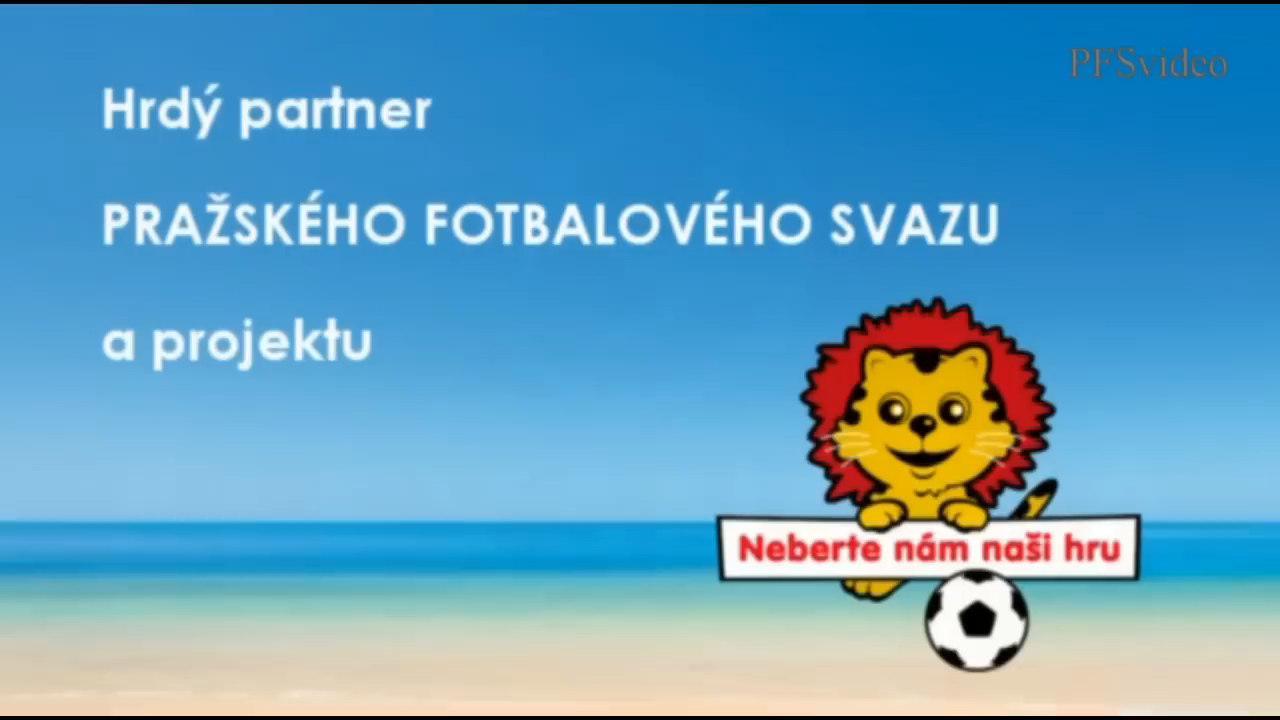 PFSvideo
Hrdý partner
PRAŽSKÉHO FOTBALOVÉHO SVAZU
a projektu
Neberte nám naši hru